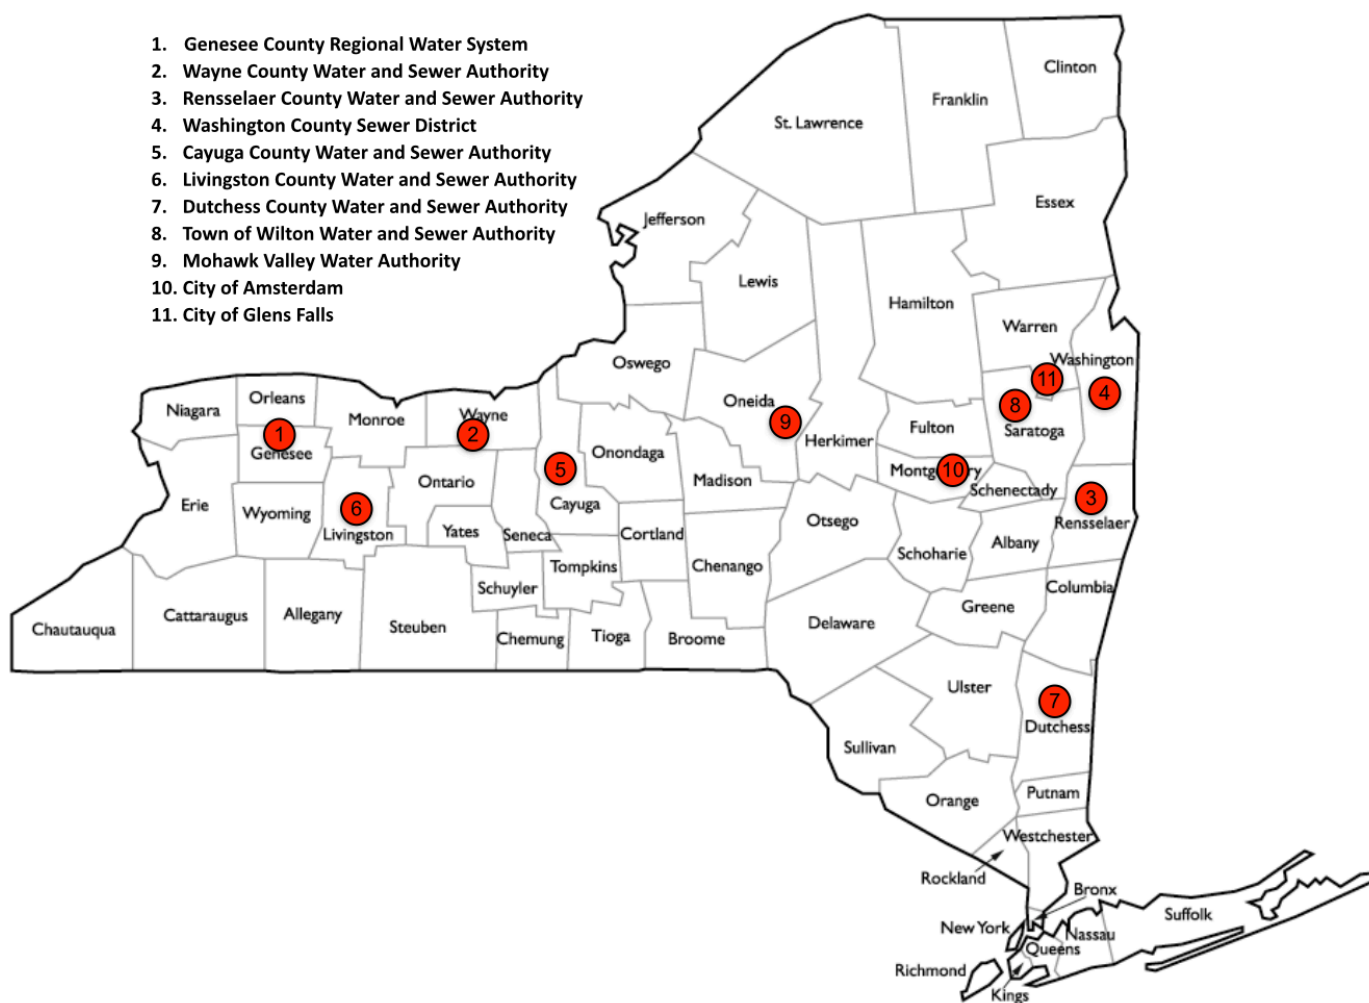 1. Genesee County Regional Water System
2. Wayne County Water and Sewer Authority
3. Rensselaer County Water and Sewer Authority
4. Washington County Sewer District
5. Cayuga County Water and Sewer Authority
6. Livingston County Water and Sewer Authority
7. Dutchess County Water and Sewer Authority
8. Town of Wilton Water and Sewer Authority
9. Mohawk Valley Water Authority
10. City of Amsterdam
11. City of Glens Falls
Clinton
Franklin
St. Lawrence
Essex
Jefferson
Lewis
Hamilton
Warren
Washington
Oswego
11
4
Orleans
Niagara
Monroe
Wayne
Oneida
8
9
Fulton
Saratoga
1
2
Herkimer
Genesee
Onondaga
5
Montgomery
10
Ontario
Madison
Schenectady
3
Erie
Wyoming
6
Cayuga
Rensselaer
Livingston
Yates
Seneca
Cortland
Otsego
Schoharie
Albany
Chenango
Tompkins
Schuyler
Columbia
Greene
Cattaraugus
Allegany
Chautauqua
Steuben
Chemung
Tioga
Broome
Delaware
Ulster
7
Dutchess
Sullivan
Putnam
Orange
Westchester
Rockland
Bronx
Suffolk
New York
Nassau
Queens
Richmond
Kings